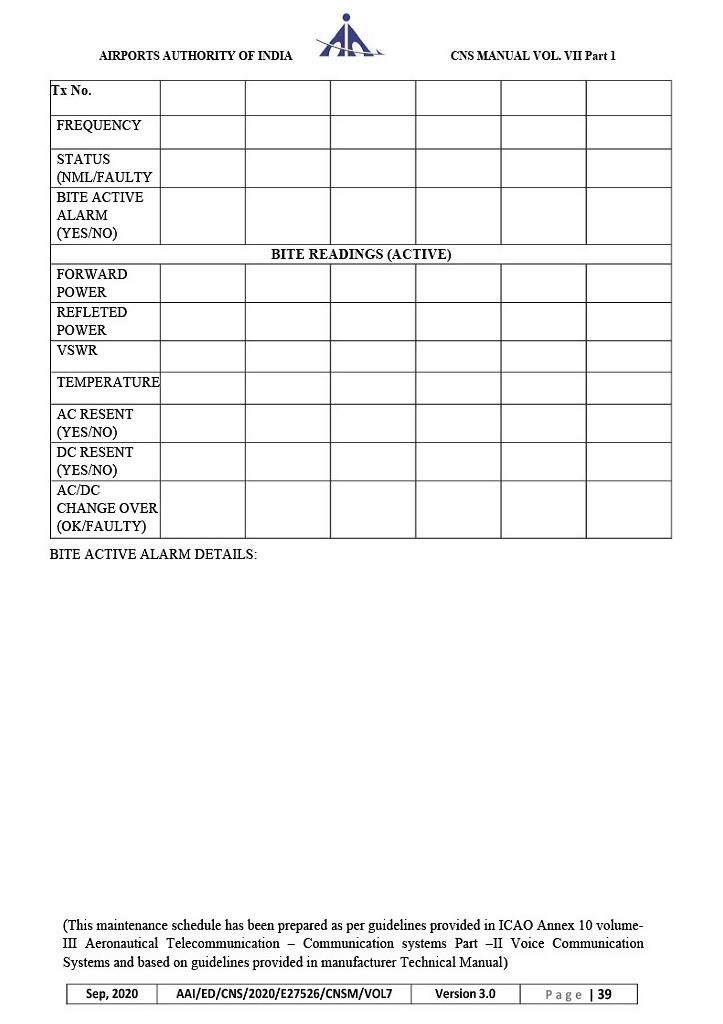 AIRPORTS AUTHORITY OF INDIA CNS MANUAL VOL. VII Part 1
Tx No.
FREQUENCY
STATUS
(NML/FAULTY
BITE ACTIVE
ALARM
(YES/NO)
BITE READINGS (ACTIVE)
FORWARD
POWER
REFLETED
POWER
VSWR
TEMPERATURE
AC RESENT
(YES/NO)
DC RESENT
(YES/NO)
AC/DC
CHANGE OVER
(OK/FAULTY)
BITE ACTIVE ALARM DETAILS:
(This maintenance schedule has been prepared as per guidelines provided in ICAO Annex 10 volume-
III Aeronautical Telecommunication – Communication systems Part –II Voice Communication
Systems and based on guidelines provided in manufacturer Technical Manual)
Sep, 2020 AAI/ED/CNS/2020/E27526/CNSM/VOL7 Version 3.0 Page | 39